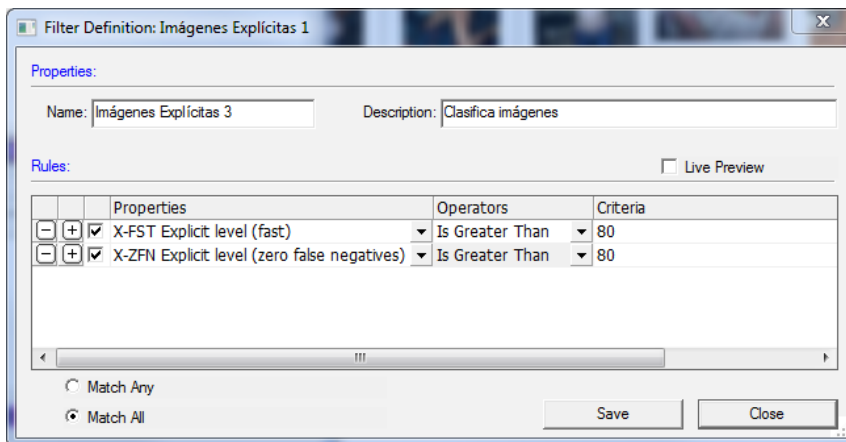 Filter Definition: Imágenes Explícitas 1
X
Properties:
Name: Imágenes Explícitas 3 Description: Clasifica imágenes
Rules: Live Preview
Properties Operators Criteria
X-FST Explicit level (fast) Is Greater Than 80
X-ZFN Explicit level (zero false negatives) Is Greater Than 80
Match Any
Match All Save Close